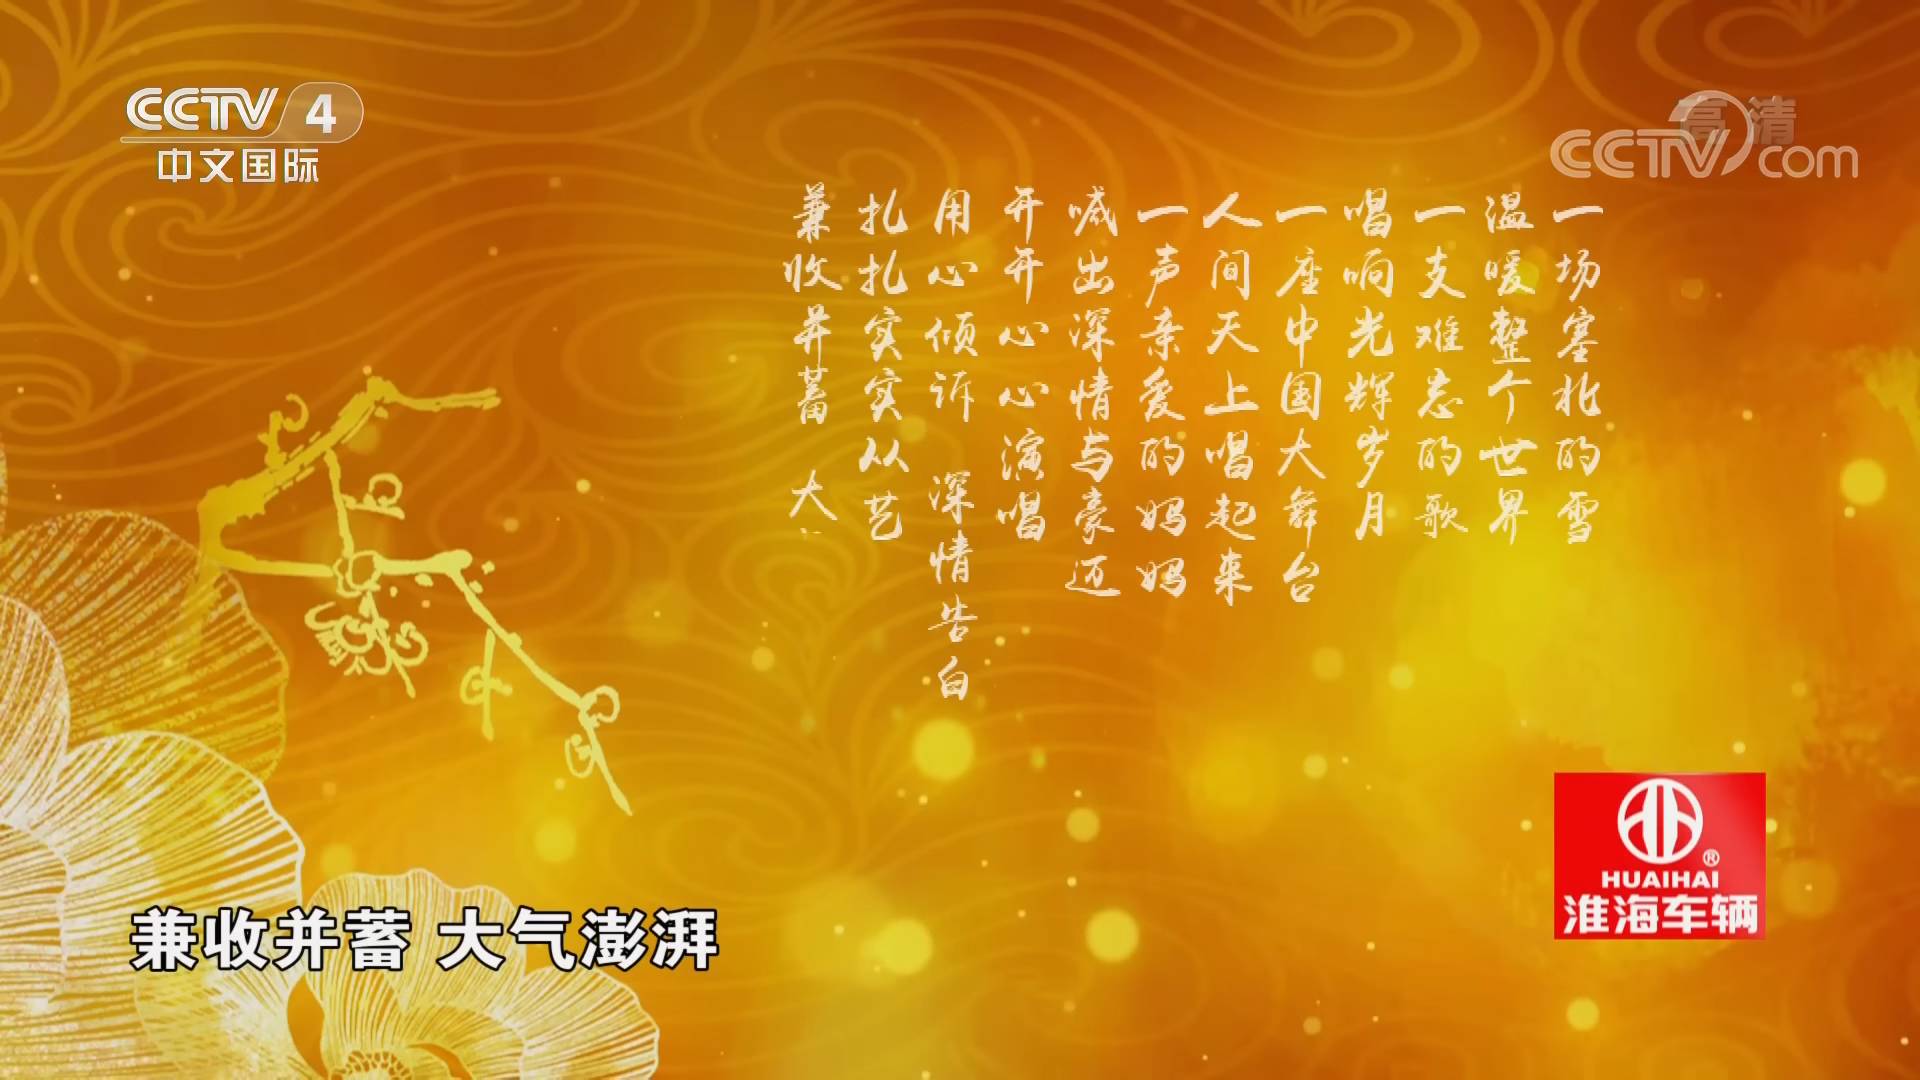 CCTV 4
中文国际
高清
CCTV.com
一场塞北的雪
温暖整个世界
一支难忘的歌
唱响光辉岁月
一座中国大舞台
人间天上唱起来
一声亲爱的妈妈
喊出深情与豪迈
开开心心演唱
用心倾诉 深情告白
扎扎实实从艺
兼收并蓄 大
兼收并蓄 大气澎湃
HUAIHAI®
淮海车辆